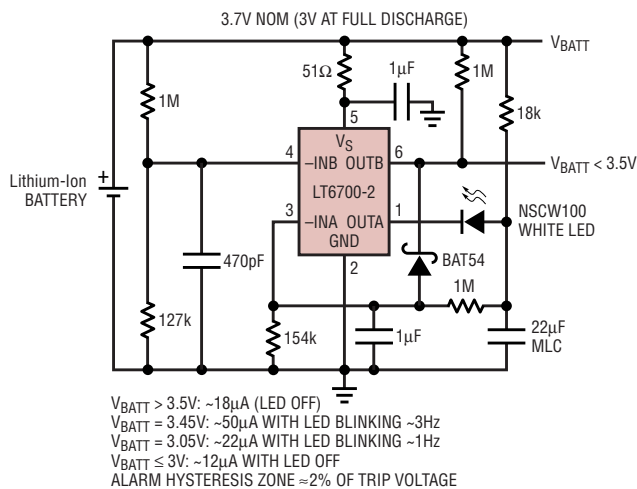 3.7V NOM (3V AT FULL DISCHARGE)
VBATT
51Ω
1µF
1M
1M
18k
5
VS
4
–INB OUTB
6
VBATT < 3.5V
Lithium-Ion
BATTERY
+
LT6700-2
3
–INA OUTA
1
NSCW100
WHITE LED
GND
2
470pF
BAT54
1M
127k
154k
1µF
22µF
MLC
VBATT > 3.5V: ~18µA (LED OFF)
VBATT = 3.45V: ~50µA WITH LED BLINKING ~3Hz
VBATT = 3.05V: ~22µA WITH LED BLINKING ~1Hz
VBATT ≤ 3V: ~12µA WITH LED OFF
ALARM HYSTERESIS ZONE ≈2% OF TRIP VOLTAGE